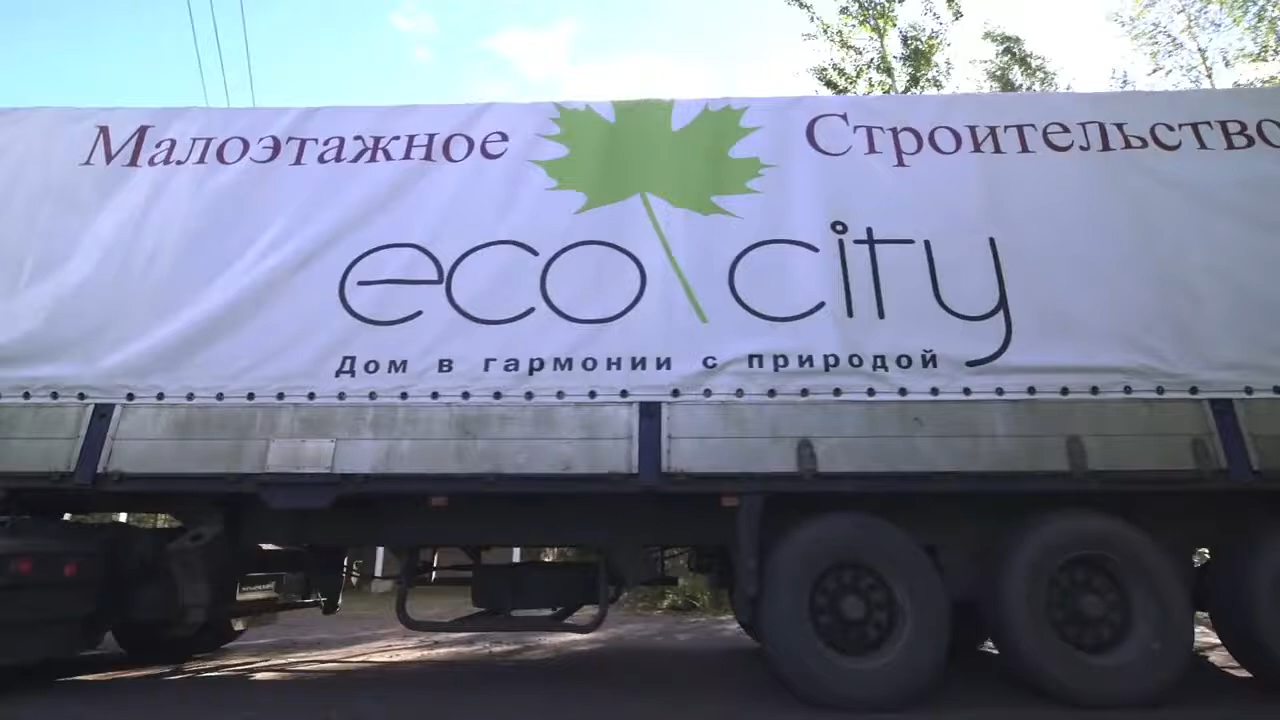 Малоэтажное Строительство
eco city
Дом в гармонии с природой